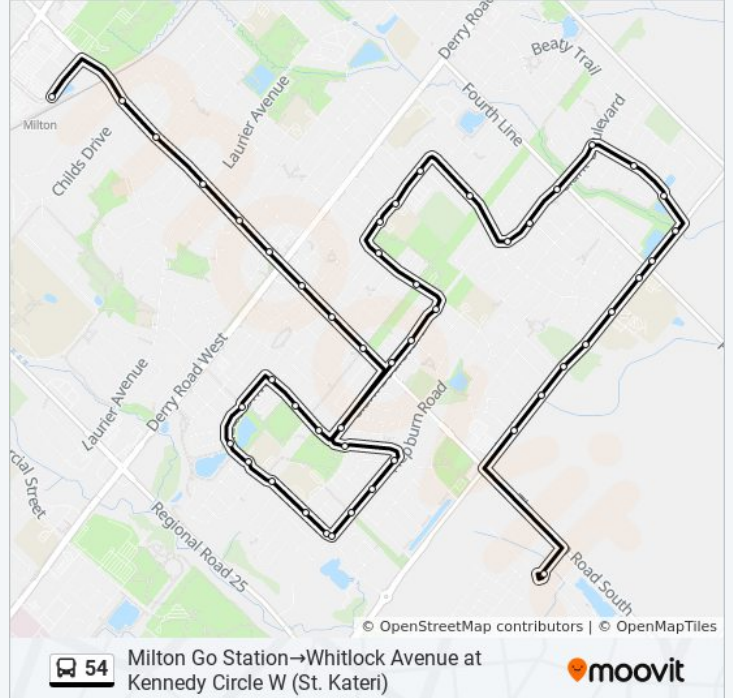 Derry Road
Beaty Trail
Laurier Avenue
Fourth Line
ulevard
Milton
Childs Drive
Derry Road West
Laurier Avenue
pburn Road
cial Street
Regional Road 25
Road South
© OpenStreetMap contributors | © OpenMapTiles
54
Milton Go Station→Whitlock Avenue at
Kennedy Circle W (St. Kateri)
moovit